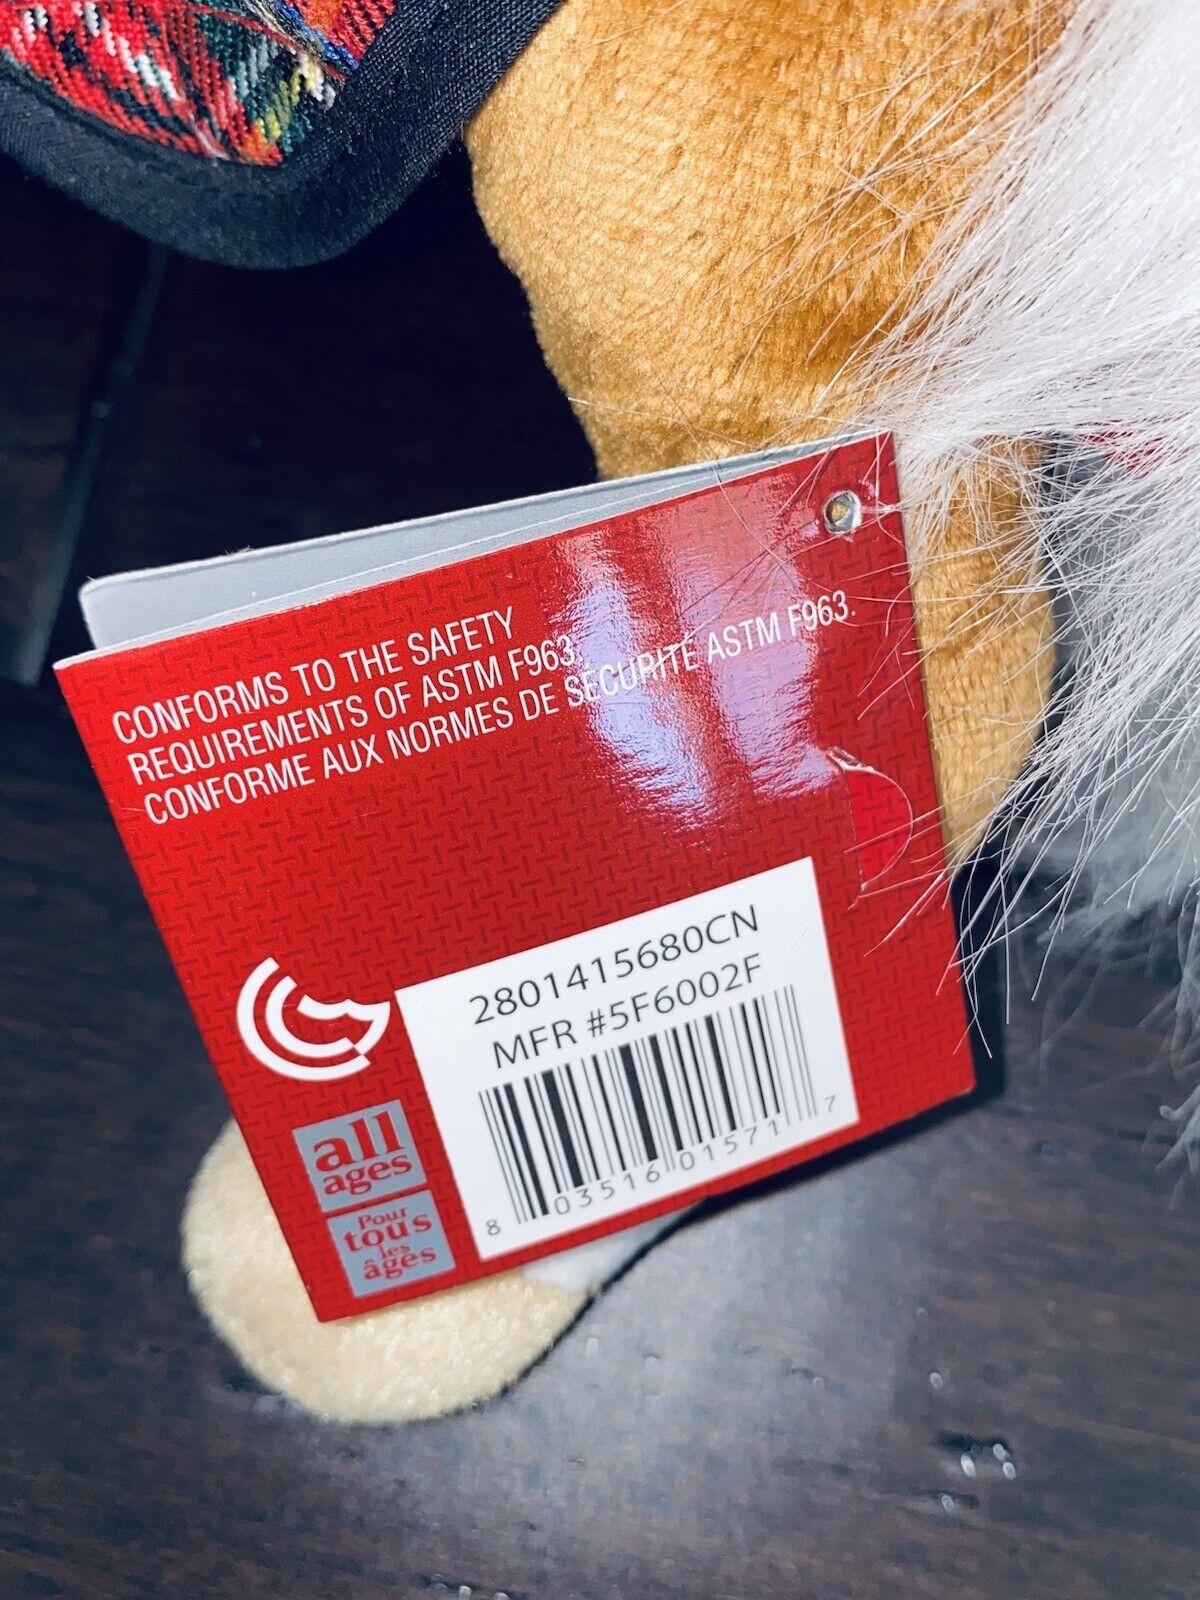 CONFORMS TO THE SAFETY
REQUIREMENTS OF ASTM F963.
CONFORME AUX NORMES DE SÉCURITÉ ASTM F963.
2801415680CN
MFR #5F6002F
8 03516 01571 7
all
ages
Pour
tous
les
âges